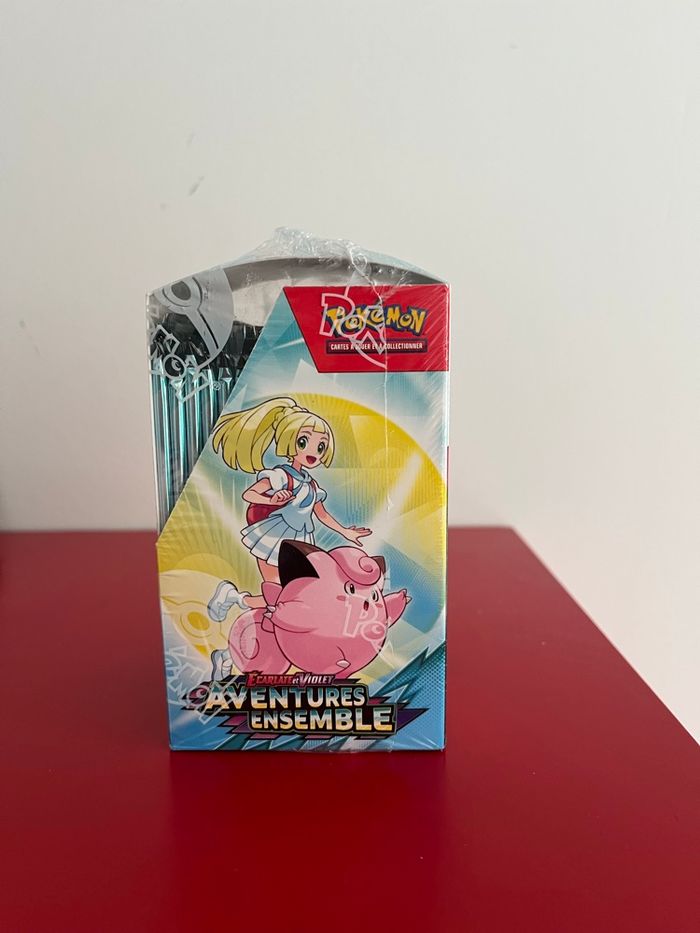 POKÉMON
CARTES À JOUER ET À COLLECTIONNER
ÉCARLATE ET VIOLET
AVENTURES
ENSEMBLE